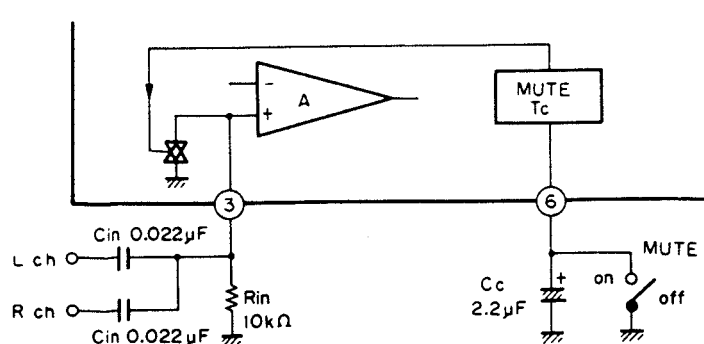 A
MUTE
Tc
3
6
Cin 0.022µF
L ch
R ch
Cin 0.022µF
Rin
10kΩ
Cc
2.2µF
+
MUTE
on
off